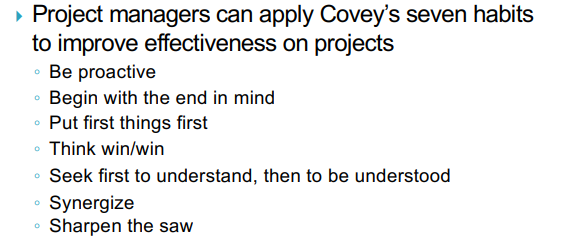 Project managers can apply Covey’s seven habits
to improve effectiveness on projects
Be proactive
Begin with the end in mind
Put first things first
Think win/win
Seek first to understand, then to be understood
Synergize
Sharpen the saw